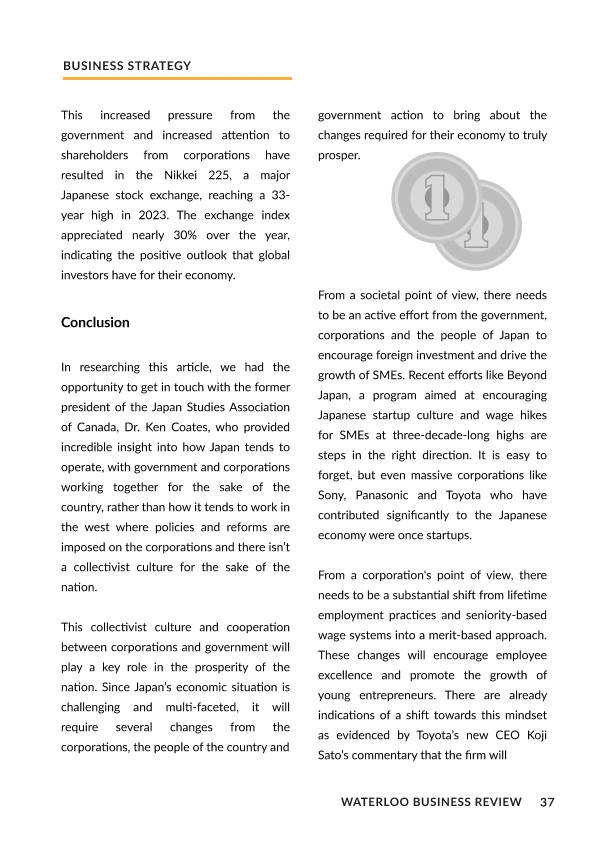 BUSINESS STRATEGY
This increased pressure from the
government and increased attention to
shareholders from corporations have
resulted in the Nikkei 225, a major
Japanese stock exchange, reaching a 33-
year high in 2023. The exchange index
appreciated nearly 30% over the year,
indicating the positive outlook that global
investors have for their economy.
Conclusion
In researching this article, we had the
opportunity to get in touch with the former
president of the Japan Studies Association
of Canada, Dr. Ken Coates, who provided
incredible insight into how Japan tends to
operate, with government and corporations
working together for the sake of the
country, rather than how it tends to work in
the west where policies and reforms are
imposed on the corporations and there isn't
a collectivist culture for the sake of the
nation.
This collectivist culture and cooperation
between corporations and government will
play a key role in the prosperity of the
nation. Since Japan's economic situation is
challenging and multi-faceted, it will
require several changes from the
corporations, the people of the country and
government action to bring about the
changes required for their economy to truly
prosper.
1
1
From a societal point of view, there needs
to be an active effort from the government,
corporations and the people of Japan to
encourage foreign investment and drive the
growth of SMEs. Recent efforts like Beyond
Japan, a program aimed at encouraging
Japanese startup culture and wage hikes
for SMEs at three-decade-long highs are
steps in the right direction. It is easy to
forget, but even massive corporations like
Sony, Panasonic and Toyota who have
contributed significantly to the Japanese
economy were once startups.
From a corporation's point of view, there
needs to be a substantial shift from lifetime
employment practices and seniority-based
wage systems into a merit-based approach.
These changes will encourage employee
excellence and promote the growth of
young entrepreneurs. There are already
indications of a shift towards this mindset
as evidenced by Toyota's new CEO Koji
Sato's commentary that the firm will
WATERLOO BUSINESS REVIEW 37